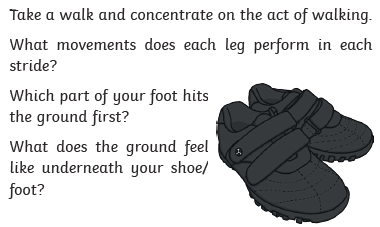 Take a walk and concentrate on the act of walking.
What movements does each leg perform in each
stride?
Which part of your foot hits
the ground first?
What does the ground feel
like underneath your shoe/
foot?